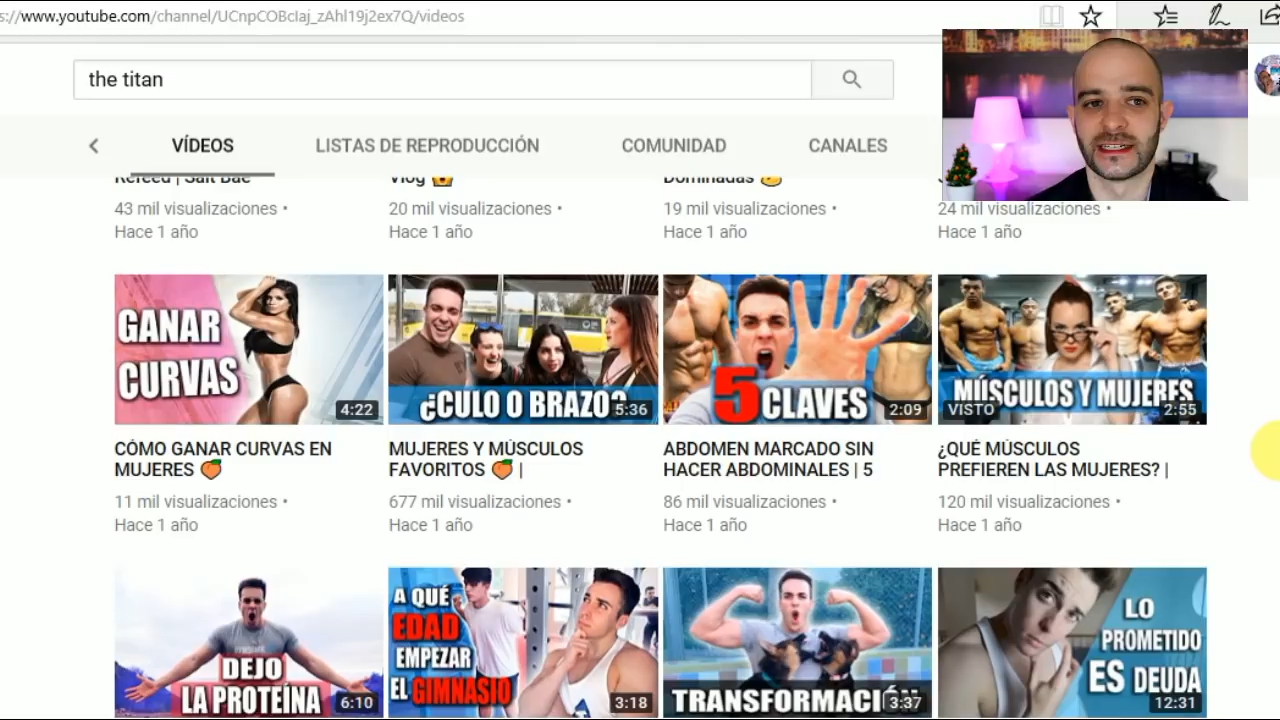 s://www.youtube.com/channel/UCnpCOBcIaj_zAhl19j2ex7Q/videos
the titan
VÍDEOS
LISTAS DE REPRODUCCIÓN
COMUNIDAD
CANALES
Refeed | Salt Bae
Vlog
Dominadas
43 mil visualizaciones •
20 mil visualizaciones •
19 mil visualizaciones •
24 mil visualizaciones •
Hace 1 año
Hace 1 año
Hace 1 año
Hace 1 año
GANAR
CURVAS
4:22
¿CULO O BRAZO?
5:36
5 CLAVES
2:09
MÚSCULOS Y MUJERES
VISTO
2:55
CÓMO GANAR CURVAS EN
MUJERES 🍑
11 mil visualizaciones •
Hace 1 año
MUJERES Y MÚSCULOS
FAVORITOS 🍑 |
677 mil visualizaciones •
Hace 1 año
ABDOMEN MARCADO SIN
HACER ABDOMINALES | 5
86 mil visualizaciones •
Hace 1 año
¿QUÉ MÚSCULOS
PREFIEREN LAS MUJERES? |
120 mil visualizaciones •
Hace 1 año
DEJO
LA PROTEÍNA
6:10
A QUÉ
EDAD
EMPEZAR
EL GIMNASIO
3:18
TRANSFORMACIÓN
3:37
LO
PROMETIDO
ES DEUDA
12:31